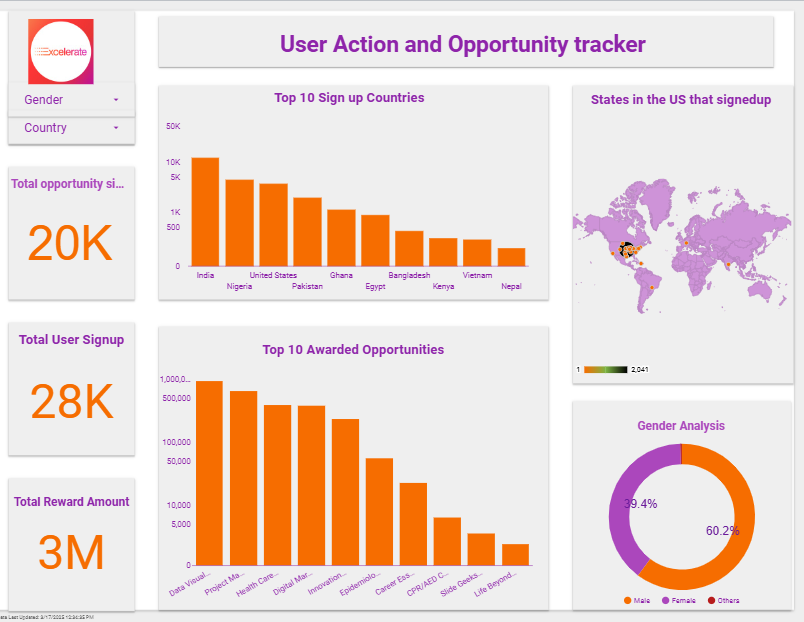 xcelerate
User Action and Opportunity tracker
Gender
Country
Total opportunity si...
20K
Total User Signup
28K
Total Reward Amount
3M
Top 10 Sign up Countries
50K
10K
5K
1K
500
0
India
Nigeria
United States
Pakistan
Ghana
Egypt
Bangladesh
Kenya
Vietnam
Nepal
Top 10 Awarded Opportunities
1,000,0...
500,000
100,000
50,000
10,000
5,000
0
Data Visual...
Project Ma...
Health Care...
Digital Mar...
Innovation...
Epidemiolo...
Career Ess...
CPR/AED C...
Slide Geeks...
Life Beyond...
States in the US that signedup
1
2,041
Gender Analysis
39.4%
60.2%
Male
Female
Others
ata Last Updated: 3/17/2025 12:34:35 PM